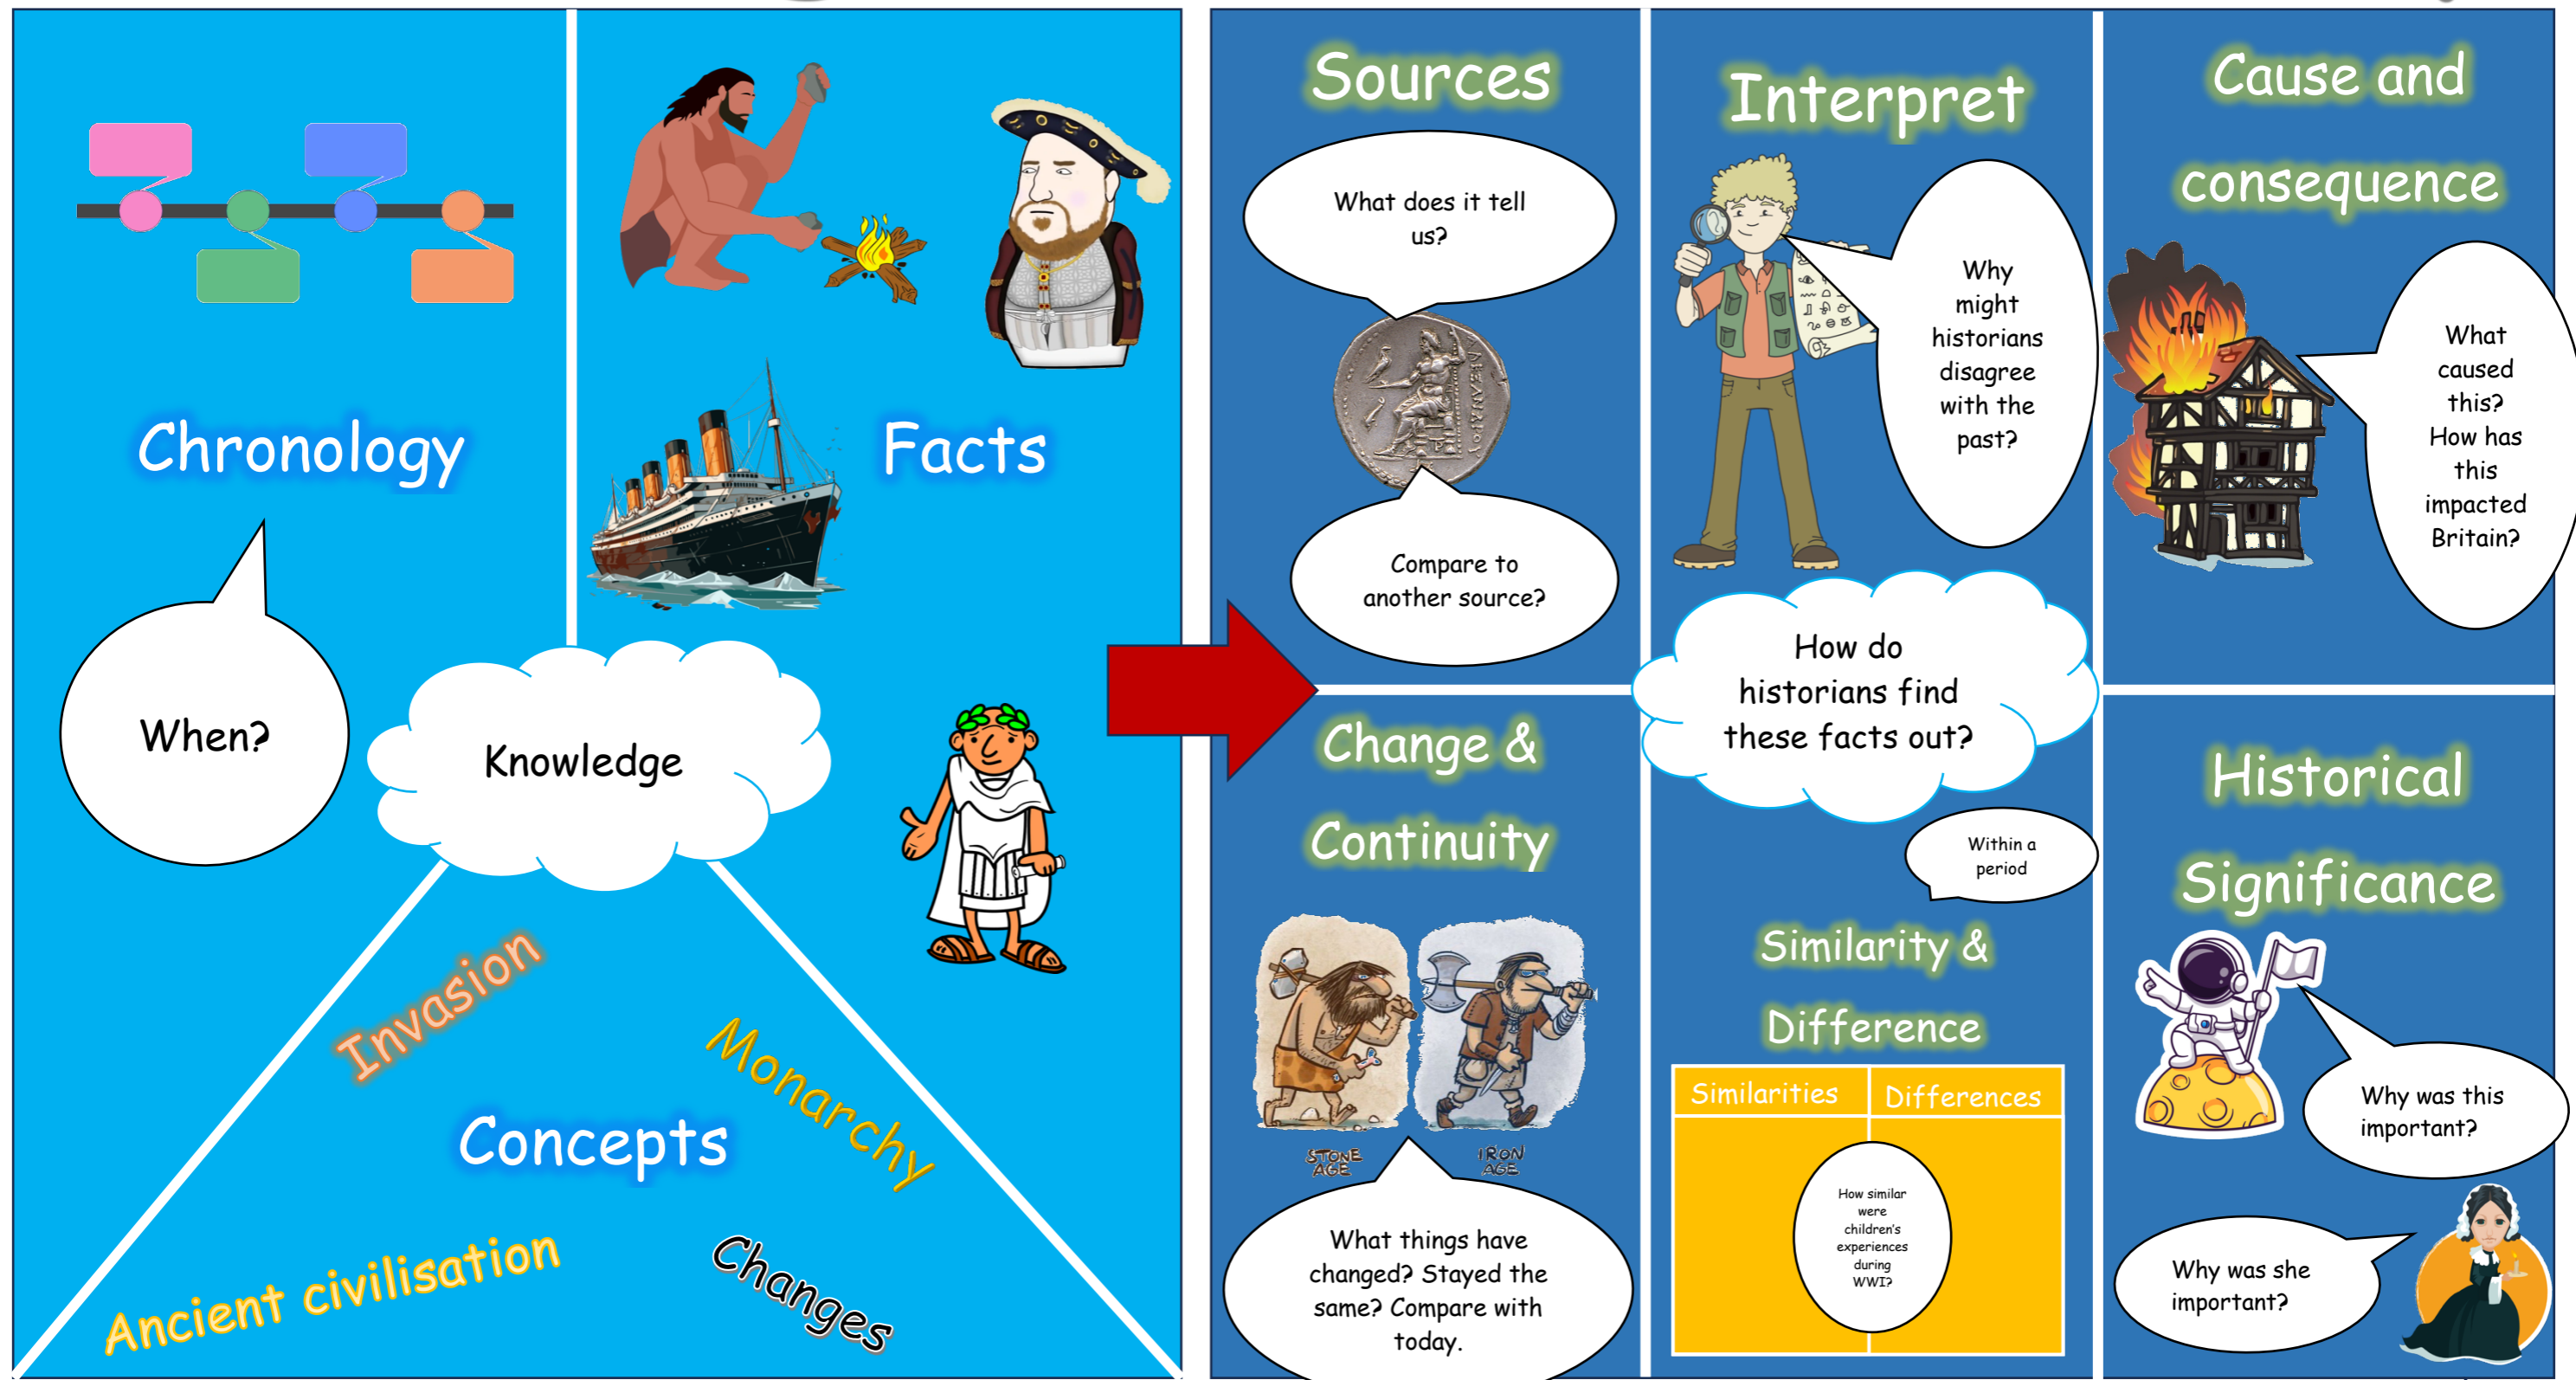 Chronology
When?
Facts
Knowledge
Invasion
Monarchy
Concepts
Ancient civilisation
Changes
Sources
What does it tell
us?
Compare to
another source?
Interpret
Why
might
historians
disagree
with the
past?
Cause and
consequence
What
caused
this?
How has
this
impacted
Britain?
How do
historians find
these facts out?
Change &
Continuity
STONE
AGE
IRON
AGE
What things have
changed? Stayed the
same? Compare with
today.
Within a
period
Similarity &
Difference
Similarities
Differences
How similar
were
children's
experiences
during
WWI?
Historical
Significance
Why was this
important?
Why was she
important?